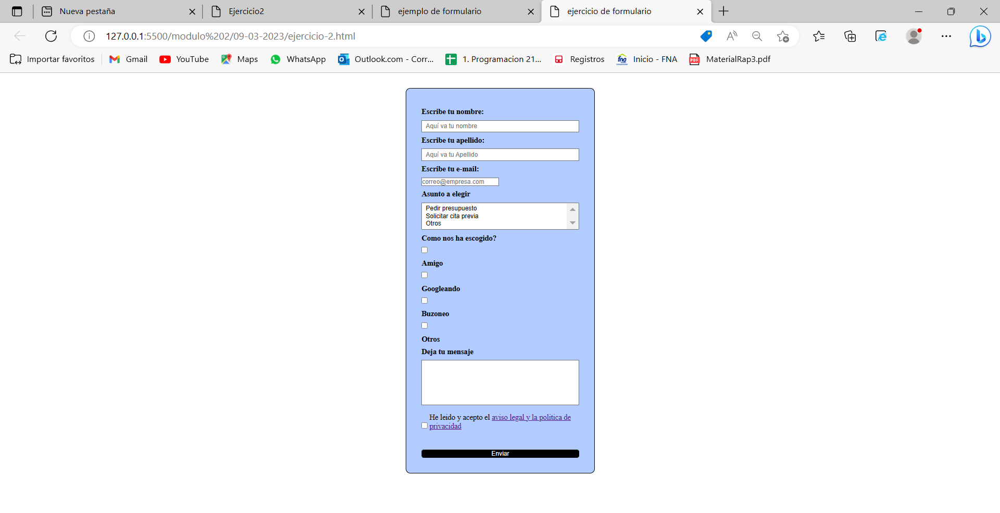 Nueva pestaña
Ejercicio2
ejemplo de formulario
ejercicio de formulario
127.0.0.1:5500/modulo%202/09-03-2023/ejercicio-2.html
Importar favoritos
Gmail
YouTube
Maps
WhatsApp
Outlook.com - Corr...
1. Programacion 21...
Registros
fna
Inicio - FNA
PDF
MaterialRap3.pdf
Escribe tu nombre:
Aquí va tu nombre
Escribe tu apellido:
Aquí va tu Apellido
Escribe tu e-mail:
correo@empresa.com
Asunto a elegir
Pedir presupuesto
Solicitar cita previa
Otros
Como nos ha escogido?
Amigo
Googleando
Buzoneo
Otros
Deja tu mensaje
He leido y acepto el aviso legal y la politica de
privacidad
Enviar